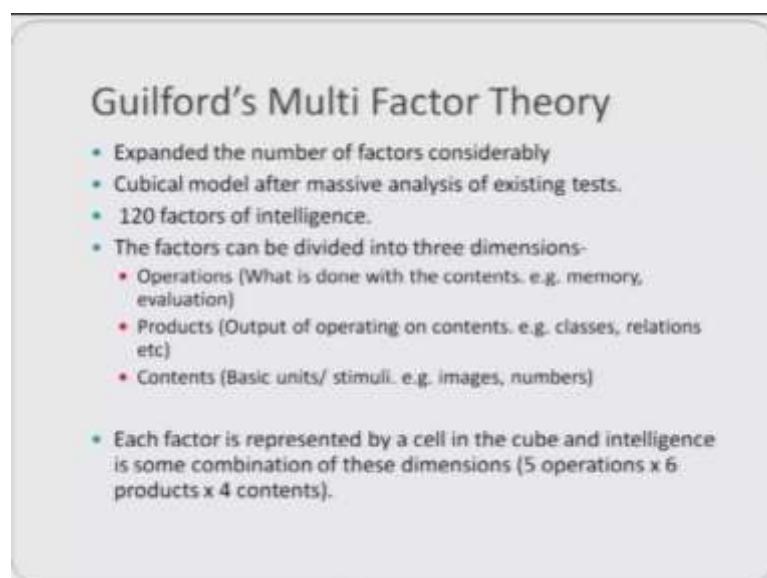 Guilford's Multi Factor Theory
• Expanded the number of factors considerably
• Cubical model after massive analysis of existing tests.
• 120 factors of intelligence.
• The factors can be divided into three dimensions-
• Operations (What is done with the contents. e.g. memory,
evaluation)
• Products (Output of operating on contents. e.g. classes, relations
etc)
• Contents (Basic units/ stimuli. e.g. images, numbers)
• Each factor is represented by a cell in the cube and intelligence
is some combination of these dimensions (5 operations x 6
products x 4 contents).